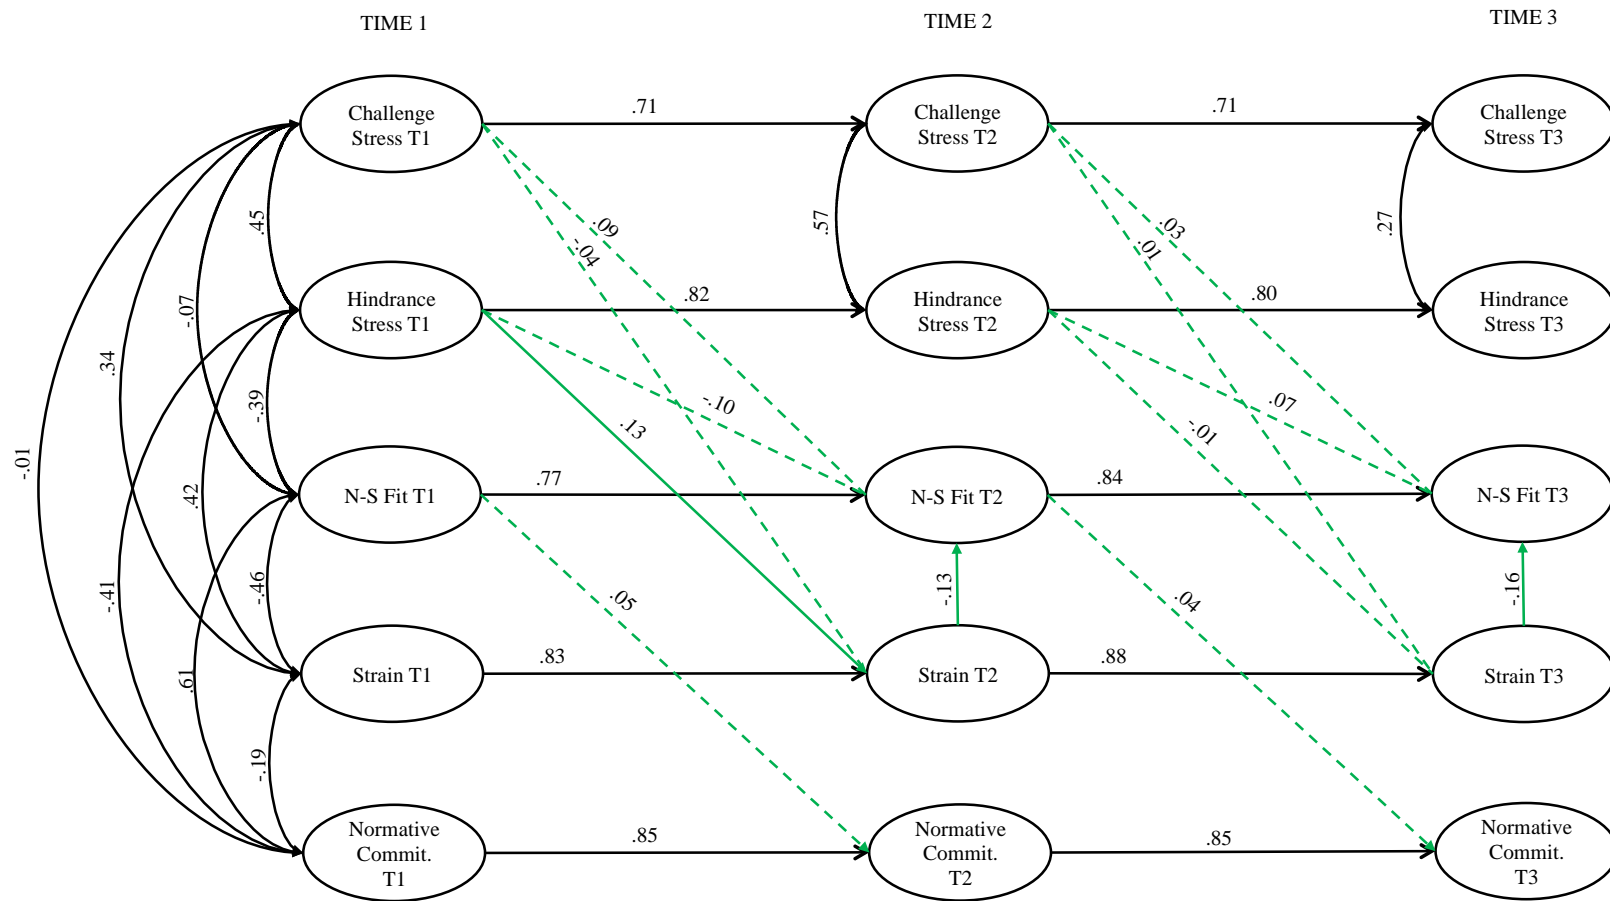 TIME 1
TIME 2
TIME 3
Challenge
Stress T1
.71
Challenge
Stress T2
.71
Challenge
Stress T3
.45
.09
-.04
.57
.03
.01
.27
-.07
Hindrance
Stress T1
.82
Hindrance
Stress T2
.80
Hindrance
Stress T3
.34
-.39
-.10
.13
.07
-.01
-.01
.42
N-S Fit T1
.77
N-S Fit T2
.84
N-S Fit T3
-.41
-.46
.05
-.13
.04
-.16
.61
Strain T1
.83
Strain T2
.88
Strain T3
-.19
Normative
Commit.
T1
.85
Normative
Commit.
T2
.85
Normative
Commit.
T3